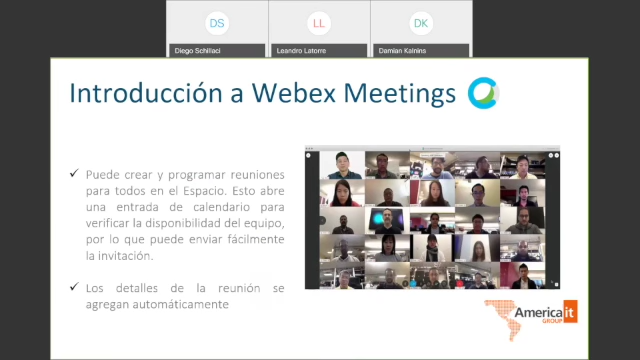 DS
LL
DK
Diego Schillaci
Leandro Latorre
Damian Kalnins
Introducción a Webex Meetings
✓ Puede crear y programar reuniones
para todos en el Espacio. Esto abre
una entrada de calendario para
verificar la disponibilidad del equipo,
por lo que puede enviar fácilmente
la invitación.
✓ Los detalles de la reunión se
agregan automáticamente
America it
GROUP